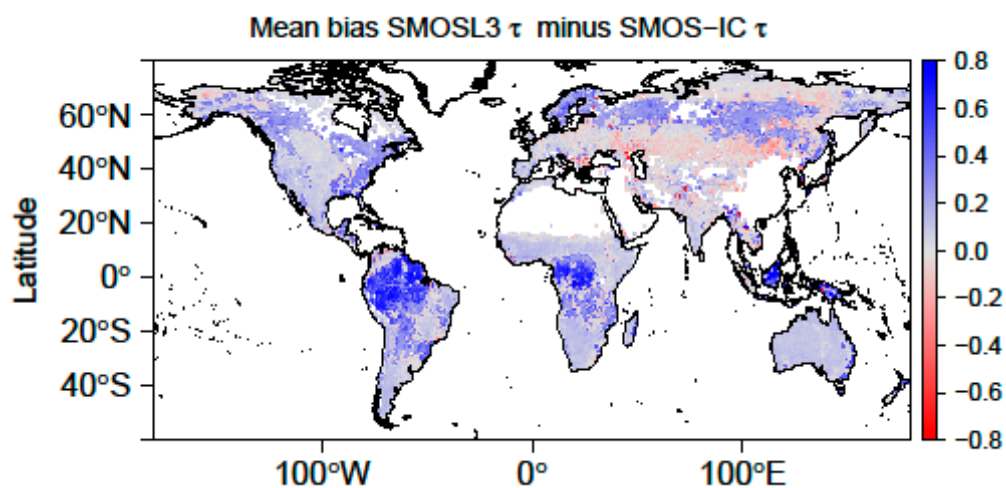 Mean bias SMOSL3 τ minus SMOS−IC τ
Latitude
60°N
40°N
20°N
0°
20°S
40°S
100°W
0°
100°E
0.8
0.6
0.4
0.2
0.0
−0.2
−0.4
−0.6
−0.8